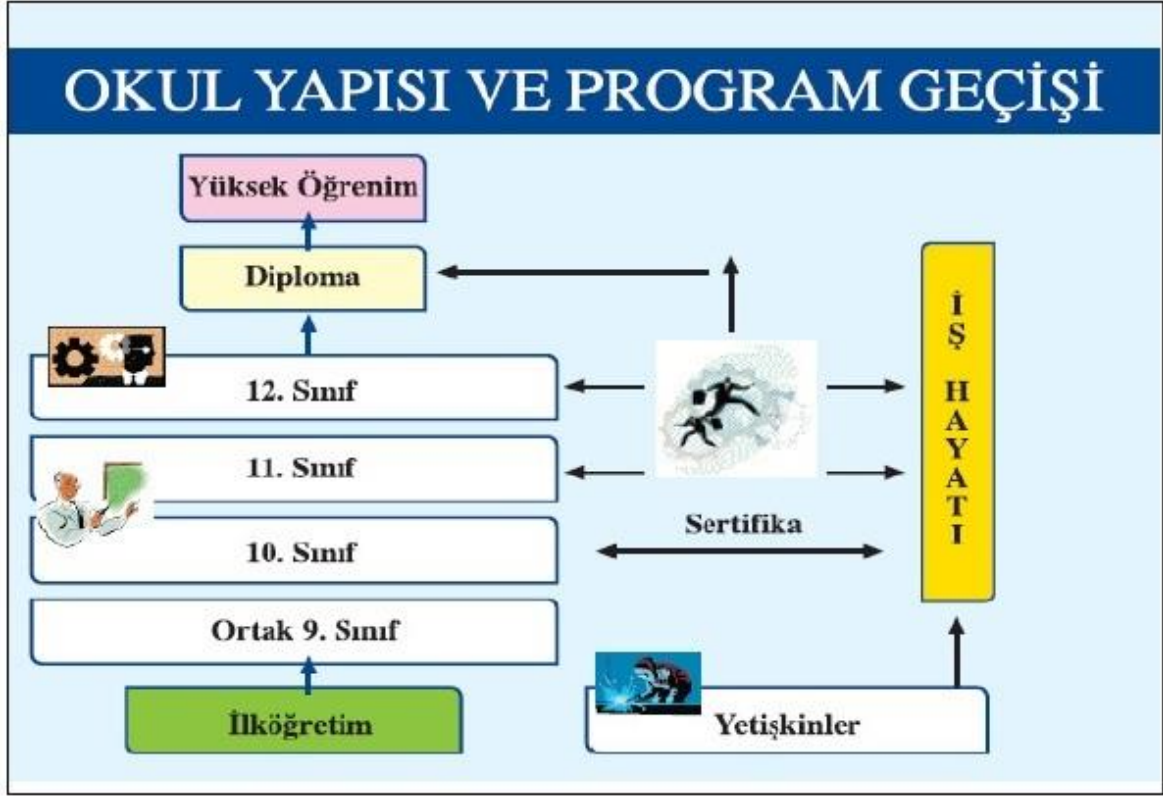 OKUL YAPISI VE PROGRAM GEÇİŞİ
Yüksek Öğrenim
Diploma
12. Sınıf
11. Sınıf
10. Sınıf
Ortak 9. Sınıf
İlköğretim
Sertifika
İŞ HAYATI
Yetişkinler